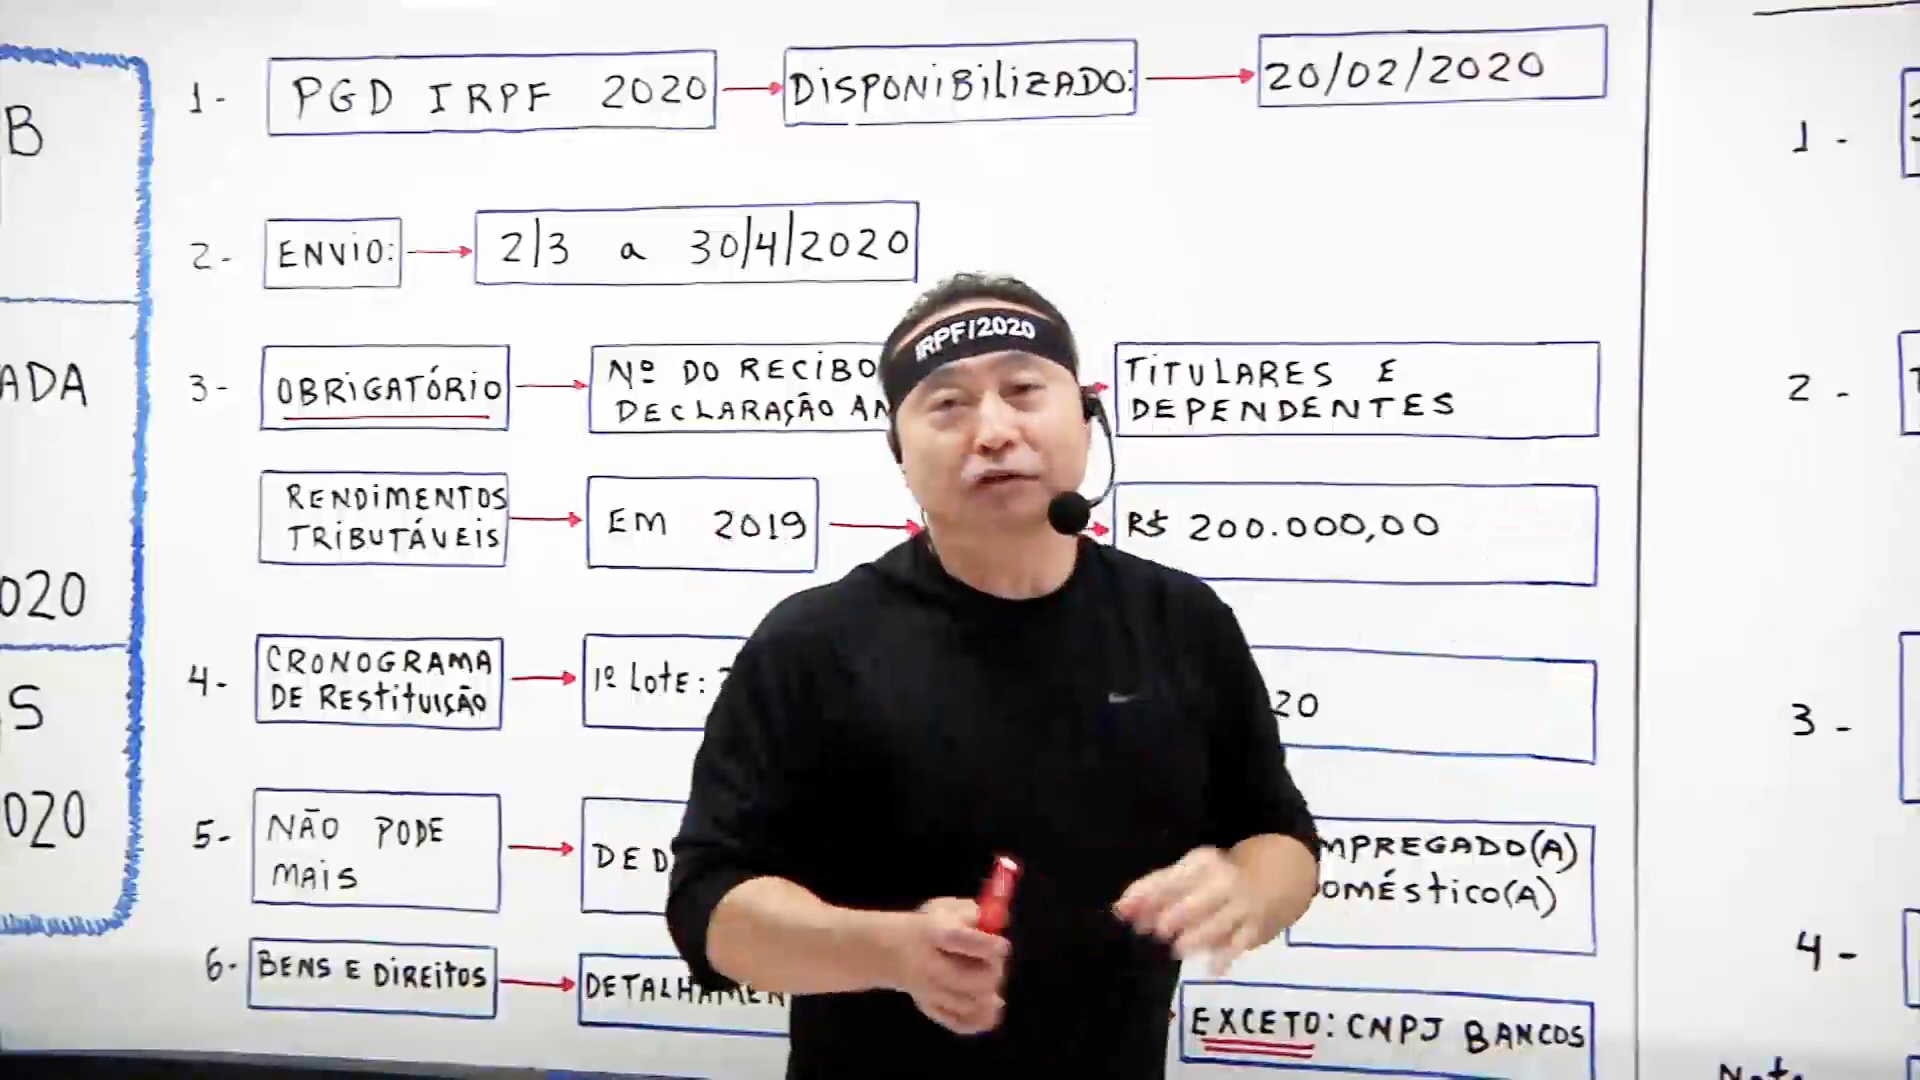 B
ADA
020
S
020
1- PGD IRPF 2020 DISPONIBILIZADO: 20/02/2020
2- ENVIO: 2/3 a 30/4/2020
3- OBRIGATÓRIO
Nº DO RECIBO
DECLARAÇÃO AN
TITULARES E
DEPENDENTES
RENDIMENTOS
TRIBUTÁVEIS
EM 2019
R$ 200.000,00
4- CRONOGRAMA
DE RESTITUIÇÃO
1º LOTE:
20
5- NÃO PODE
MAIS
DED
MPREGADO(A)
OMÉSTICO(A)
6- BENS E DIREITOS
DETALHAMEN
EXCETO: CNPJ BANCOS
IRPF/2020
1 -
2 -
3 -
4 -